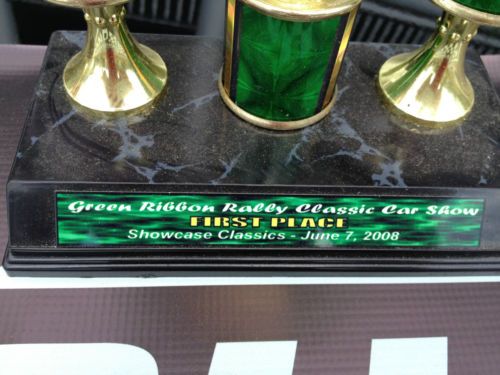 Green Ribbon Rally Classic Car Show
FIRST PLACE
Showcase Classics - June 7, 2008